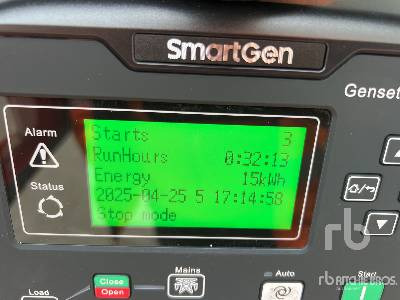 SmartGen
Genset
Alarm
Status
Starts 3
RunHours 0:32:13
Energy 15kWh
2025-04-25 5 17:14:58
Stop mode
Load
Close
Open
Mains
Auto
Start
I
rb